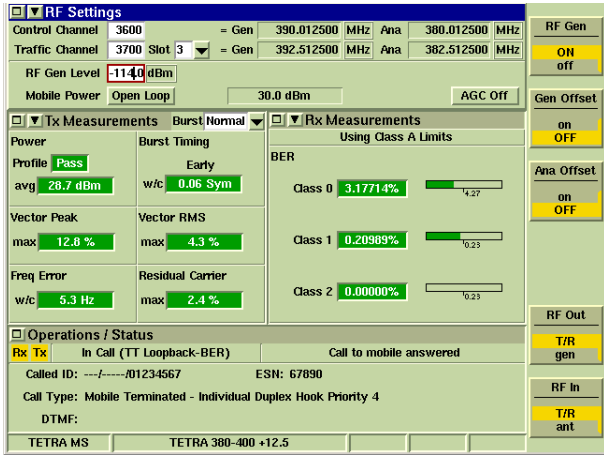 RF Settings
Control Channel 3600 = Gen 390.012500 MHz Ana 380.012500 MHz
Traffic Channel 3700 Slot 3 = Gen 392.512500 MHz Ana 382.512500 MHz
RF Gen Level -114.0 dBm
Mobile Power Open Loop 30.0 dBm AGC Off
Tx Measurements Burst Normal
Power Burst Timing
Profile Pass Early
avg 28.7 dBm w/c 0.06 Sym
Vector Peak Vector RMS
max 12.8 % max 4.3 %
Freq Error Residual Carrier
w/c 5.3 Hz max 2.4 %
Rx Measurements
Using Class A Limits
BER
Class 0 3.17714% 4.27
Class 1 0.20989% 0.23
Class 2 0.00000% 0.23
Operations / Status
Rx Tx In Call (TT Loopback-BER) Call to mobile answered
Called ID: ---/-----/01234567 ESN: 67890
Call Type: Mobile Terminated - Individual Duplex Hook Priority 4
DTMF:
TETRA MS TETRA 380-400 +12.5
RF Gen
ON
off
Gen Offset
on
OFF
Ana Offset
on
OFF
RF Out
T/R
gen
RF In
T/R
ant